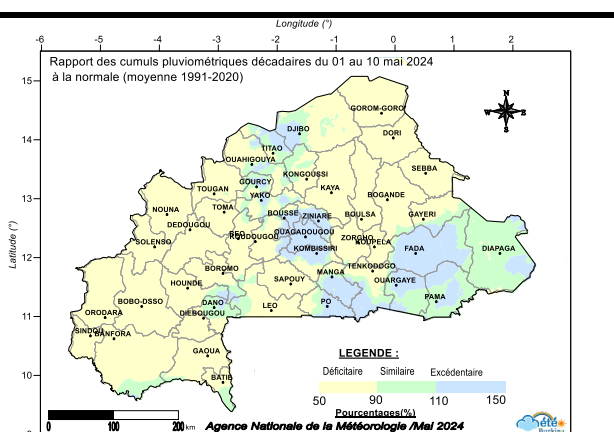 Longitude (°)
-6 -5 -4 -3 -2 -1 0 1 2
Rapport des cumuls pluviométriques décadaires du 01 au 10 mai 2024
à la normale (moyenne 1991-2020)
15
14
13
12
11
10
Latitude (°)
N
W E
S
GOROM-GORO
DJIBO
DORI
TITAO
OUAHIGOUYA
SEBBA
KONGOUSSI
GOURCY
TOUGAN
KAYA
YAKO
BOGANDE
NOUNA
TOMA
BOUSSE
ZINIARE
BOULSA
GAYERI
DEDOUGOU
OUAGADOUGOU
ZORGHO
SOLENSO
KOMBISSIRI
KOUPELA
FADA
DIAPAGA
BOROMO
MANGA
TENKODOGO
SAPOUY
OUARGAYE
HOUNDE
BOBO-DSSO
DANO
LEO
PO
PAMA
ORODARA
DIEBOUGOU
SINDOU
BANFORA
GAOUA
BATIE
LEGENDE :
Déficitaire Similaire Excédentaire
50 90 110 150
Pourcentages(%)
0 100 200 km
Agence Nationale de la Météorologie /Mai 2024
météo
Burkina